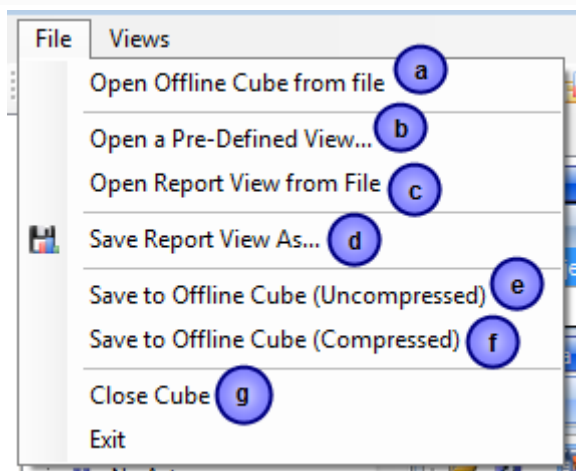 File Views
Open Offline Cube from file a
Open a Pre-Defined View... b
Open Report View from File c
Save Report View As... d
Save to Offline Cube (Uncompressed) e
Save to Offline Cube (Compressed) f
Close Cube g
Exit